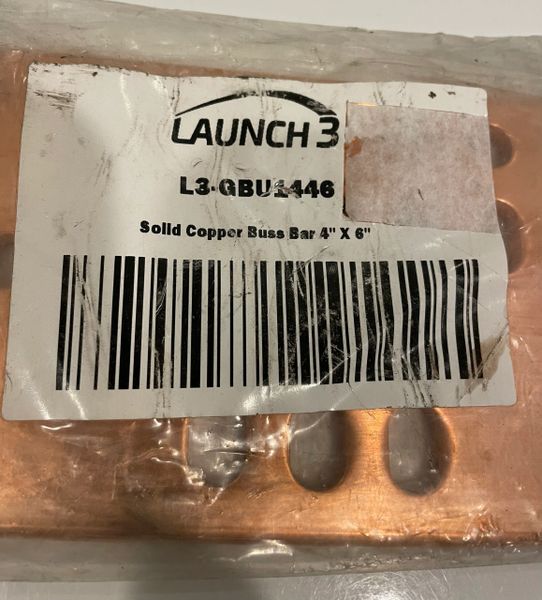 LAUNCH 3
L3-GBU1446
Solid Copper Buss Bar 4" X 6"